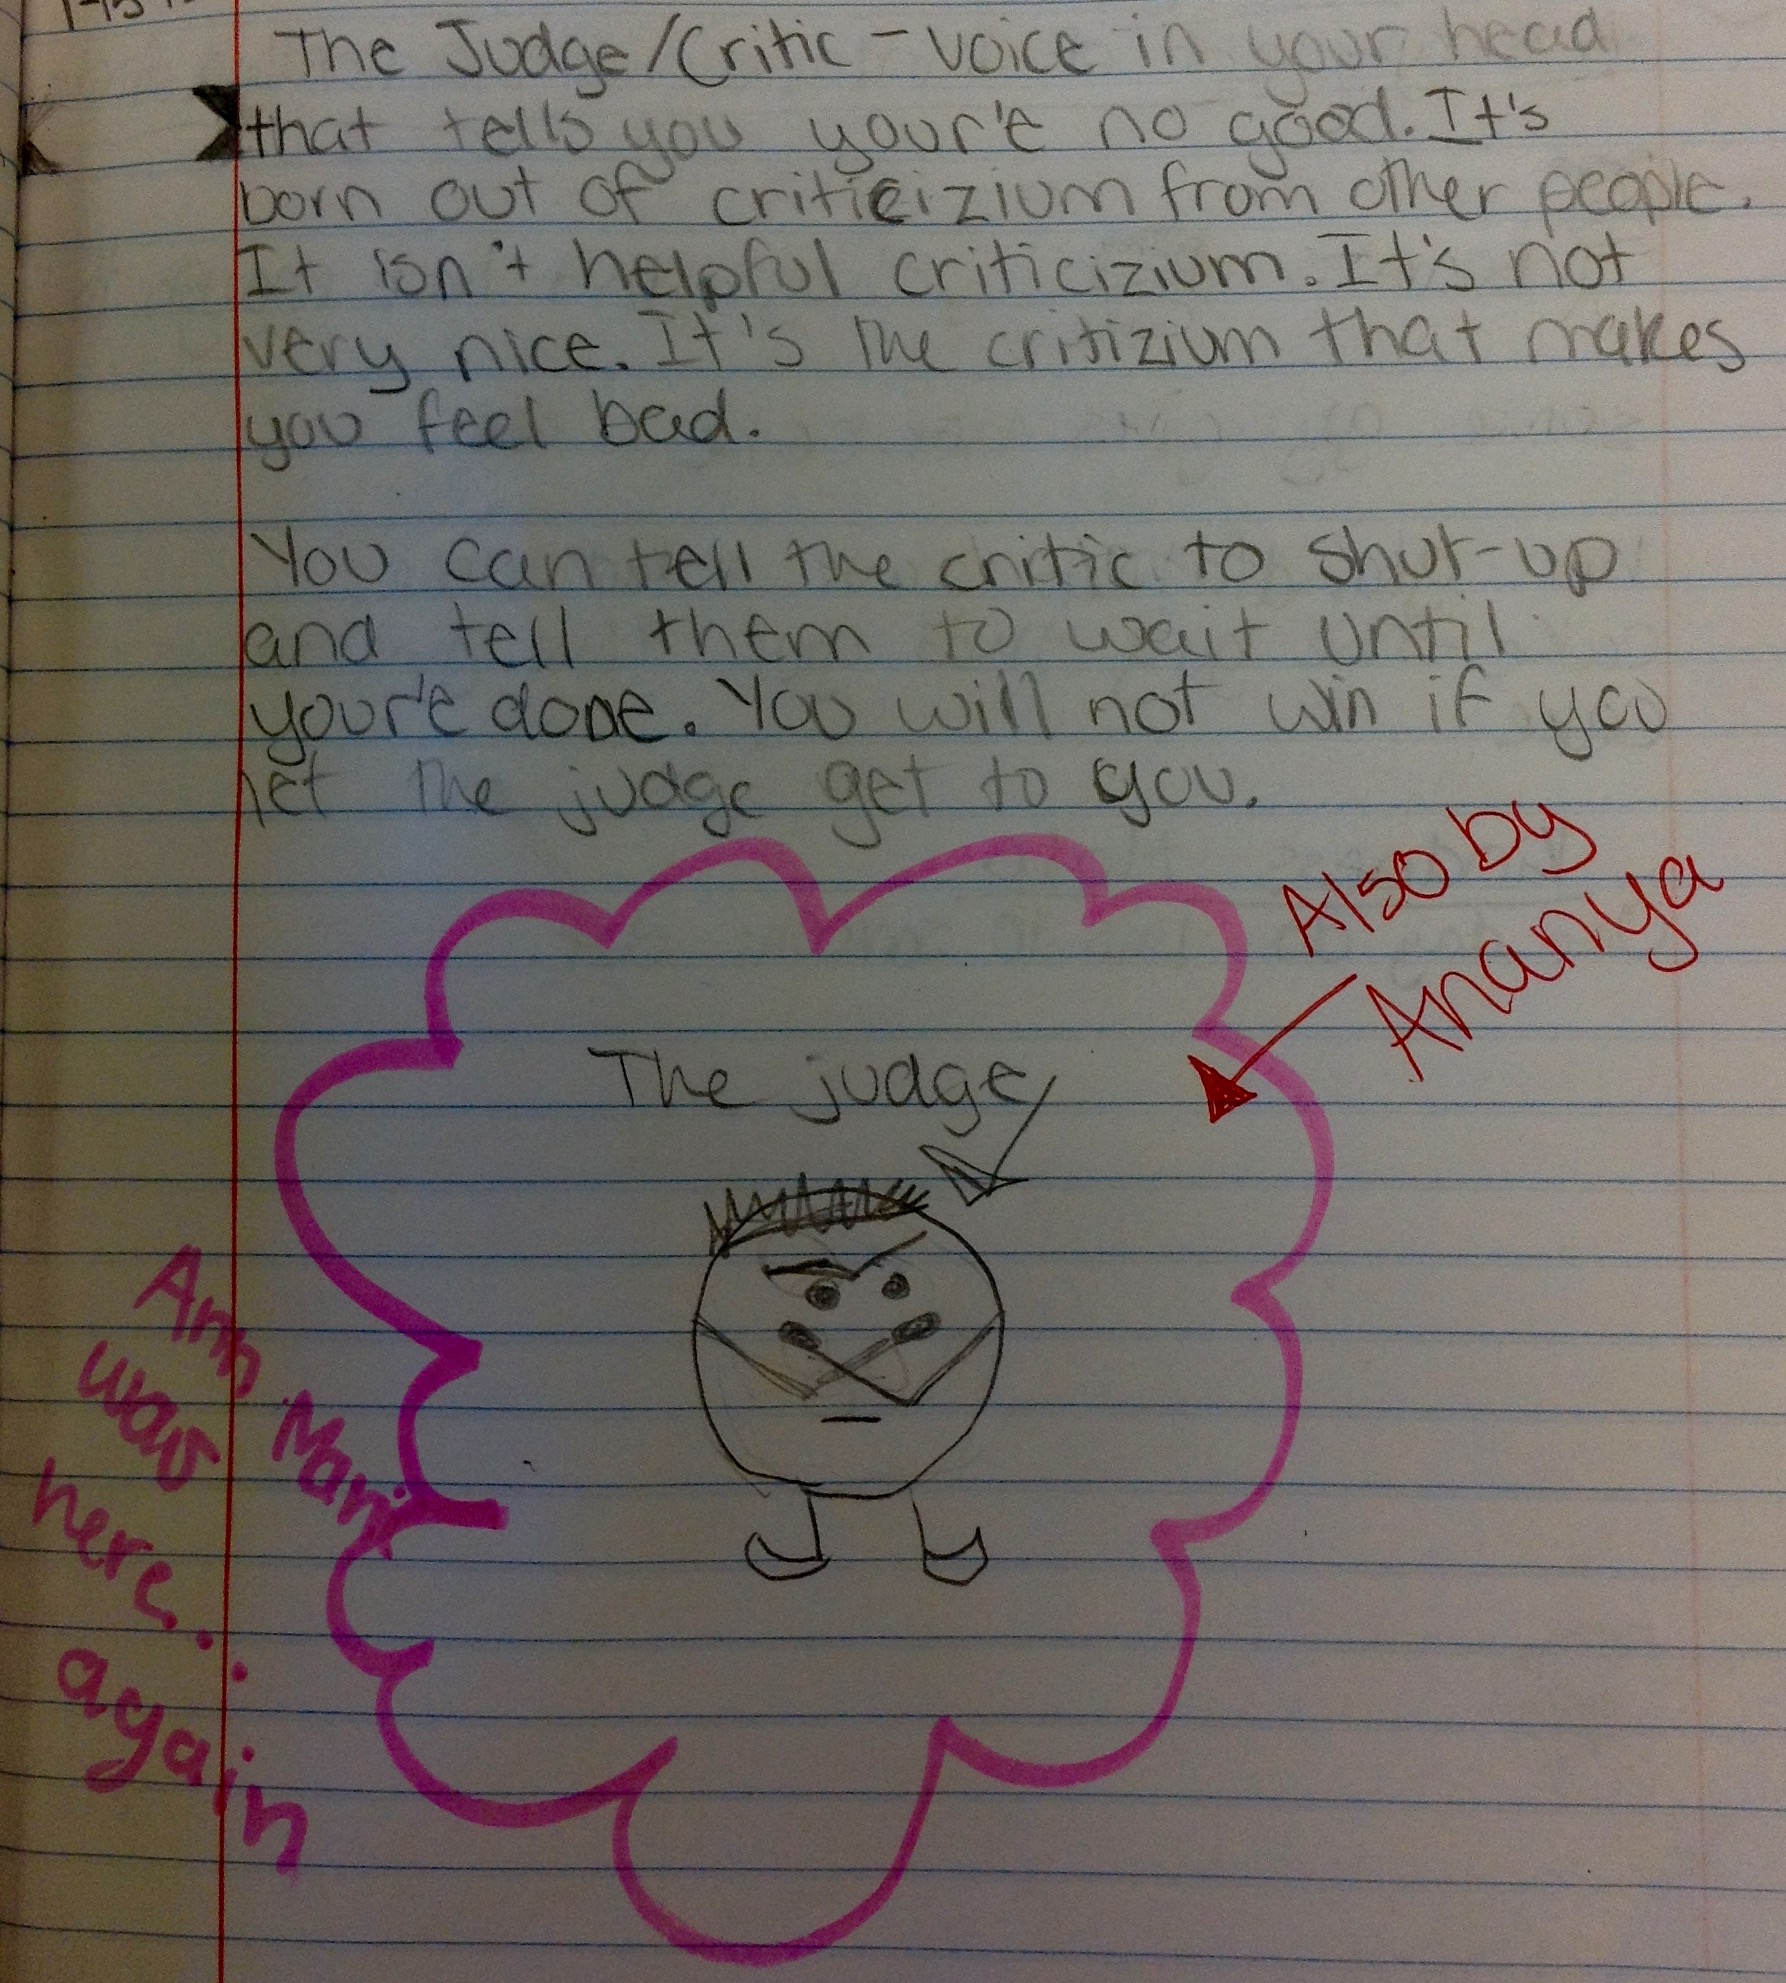 The Judge/Critic - voice in your head
that tells you your'e no good. It's
born out of criticizium from other people.
It isn't helpful criticizium. It's not
very nice. It's the critizium that makes
you feel bad.
You can tell the critic to shut-up
and tell them to wait until
your'e done. You will not win if you
let the judge get to you.
Also by
Ananya
The judge
Ann Mari
was
here...
again